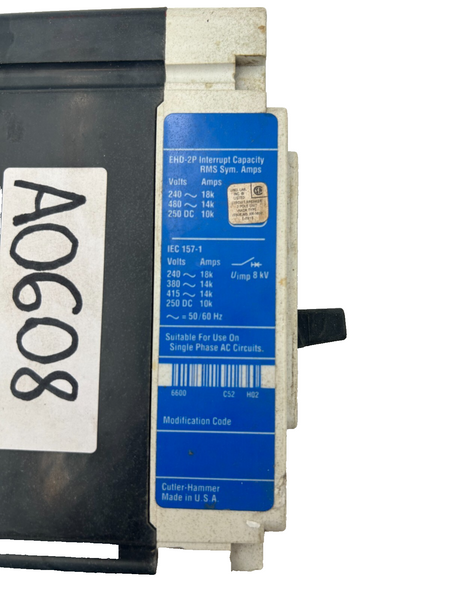 EHD-2P Interrupt Capacity
RMS Sym. Amps
Volts Amps
240 ~ 18k
480 ~ 14k
250 DC 10k
IEC 157-1
Volts Amps
240 ~ 18k
380 ~ 14k
415 ~ 14k
250 DC 10k
~ = 50/60 Hz
Uimp 8 kV
Suitable For Use On
Single Phase AC Circuits.
6600 C52 H02
Modification Code
Cutler-Hammer
Made in U.S.A.
A0608